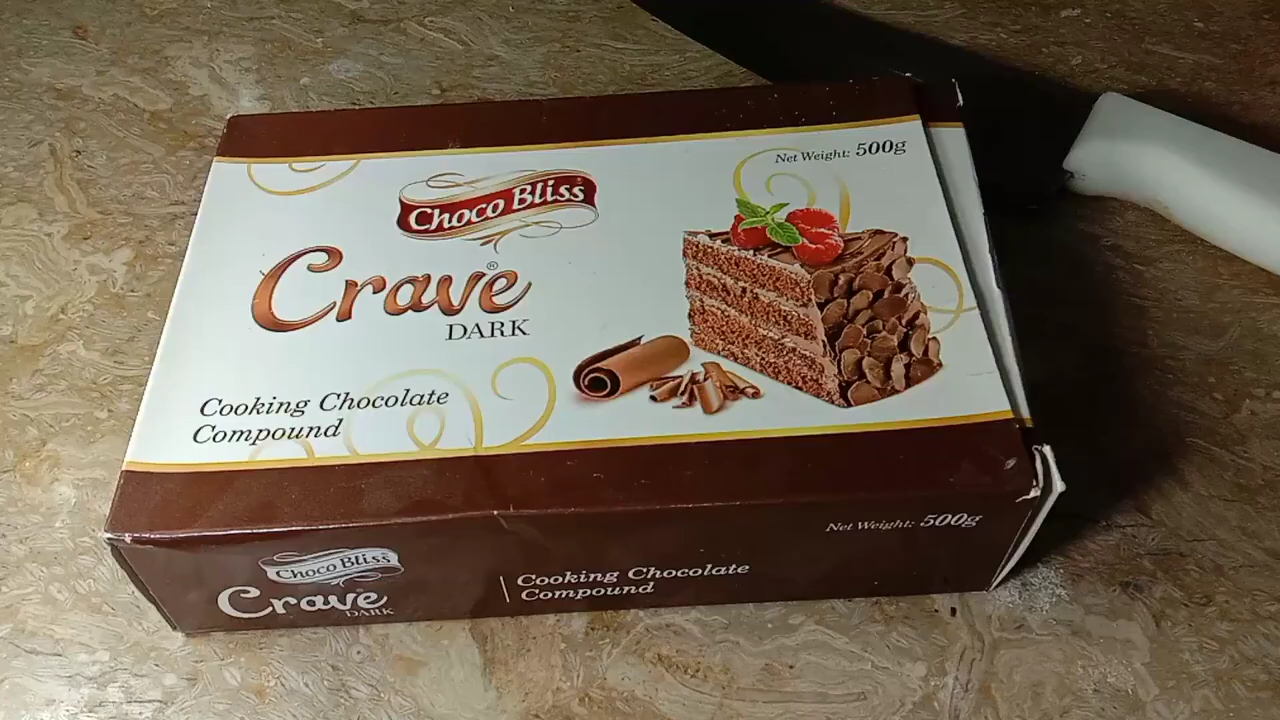 Net Weight: 500g
Choco Bliss
Crave®
DARK
Cooking Chocolate
Compound
Net Weight: 500g
Choco Bliss
Crave
DARK
Cooking Chocolate
Compound